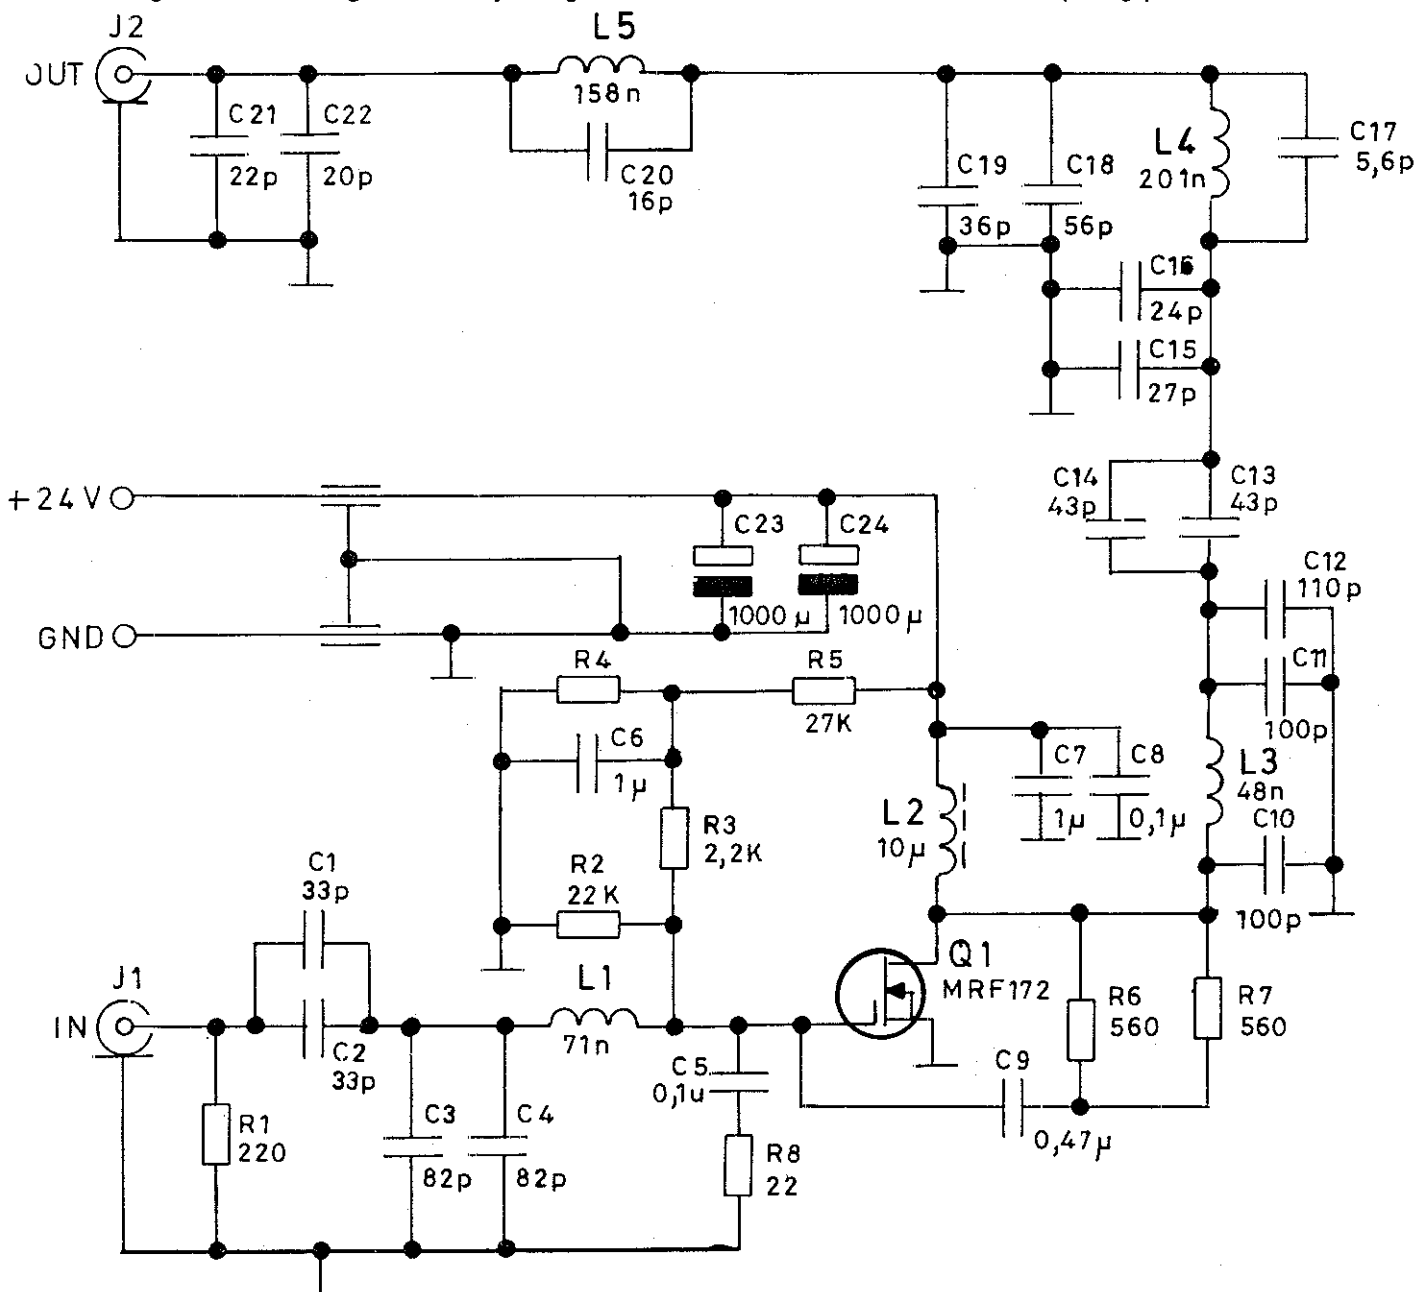 J2
L5
OUT
158n
C21
22p
C22
20p
C20
16p
C19
36p
C18
56p
L4
201n
C17
5,6p
C16
24p
C15
27p
C14
43p
C13
43p
+24V
C23
1000µ
C24
1000µ
GND
C12
110p
C11
100p
R4
R5
27K
C6
1µ
R3
2,2K
L2
10µ
C7
1µ
C8
0,1µ
L3
48n
C10
100p
C1
33p
R2
22K
J1
IN
L1
71n
C2
33p
Q1
MRF172
R6
560
R7
560
R1
220
C3
82p
C4
82p
C5
0,1u
R8
22
C9
0,47µ